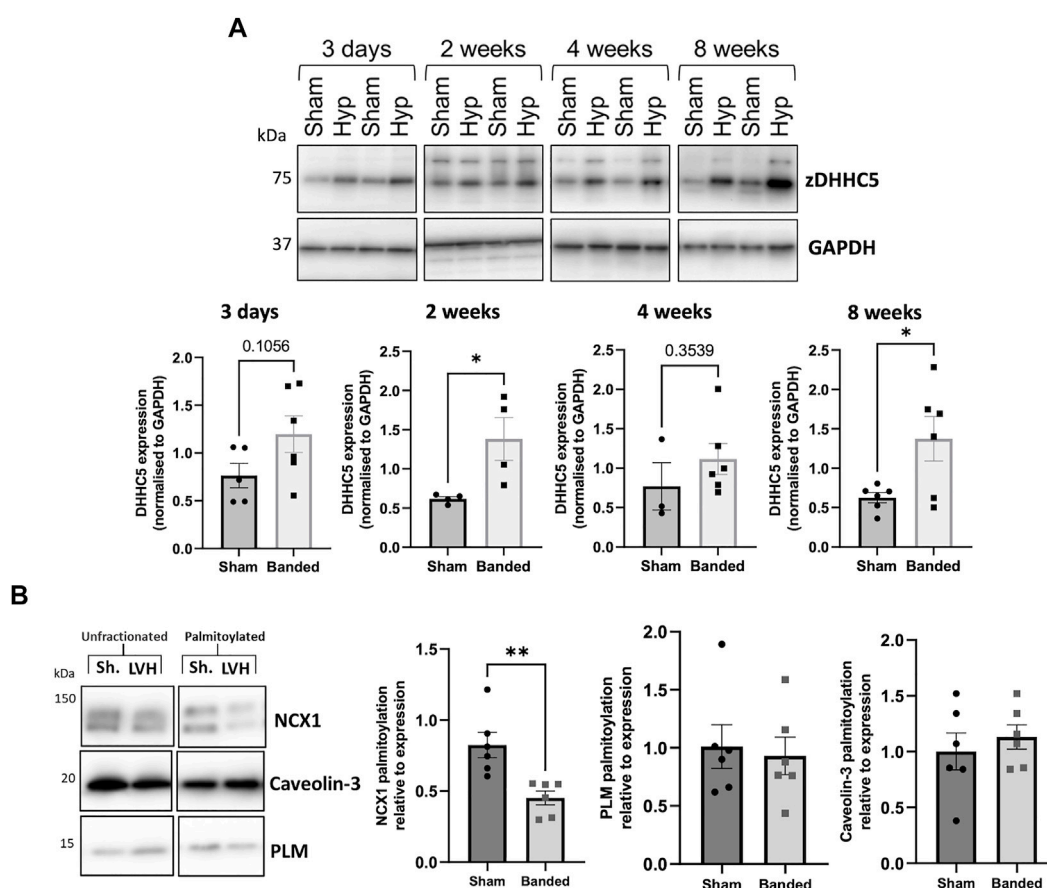 A
3 days 2 weeks 4 weeks 8 weeks
Sham Hyp Sham Hyp Sham Hyp Sham Hyp Sham Hyp Sham Hyp Sham Hyp Sham Hyp
kDa
75 zDHHC5
37 GAPDH
3 days
0.1056
DHHC5 expression
(normalised to GAPDH)
2.0
1.5
1.0
0.5
0.0
Sham Banded
2 weeks
*
DHHC5 expression
(normalised to GAPDH)
2.5
2.0
1.5
1.0
0.5
0.0
Sham Banded
4 weeks
0.3539
DHHC5 expression
(normalised to GAPDH)
2.5
2.0
1.5
1.0
0.5
0.0
Sham Banded
8 weeks
*
DHHC5 expression
(normalised to GAPDH)
2.5
2.0
1.5
1.0
0.5
0.0
Sham Banded
B
Unfractionated Palmitoylated
kDa Sh. LVH Sh. LVH
150 NCX1
20 Caveolin-3
15 PLM
**
NCX1 palmitoylation
relative to expression
1.5
1.0
0.5
0.0
Sham Banded
PLM palmitoylation
relative to expression
2.0
1.5
1.0
0.5
0.0
Sham Banded
Caveolin-3 palmitoylation
relative to expression
2.0
1.5
1.0
0.5
0.0
Sham Banded